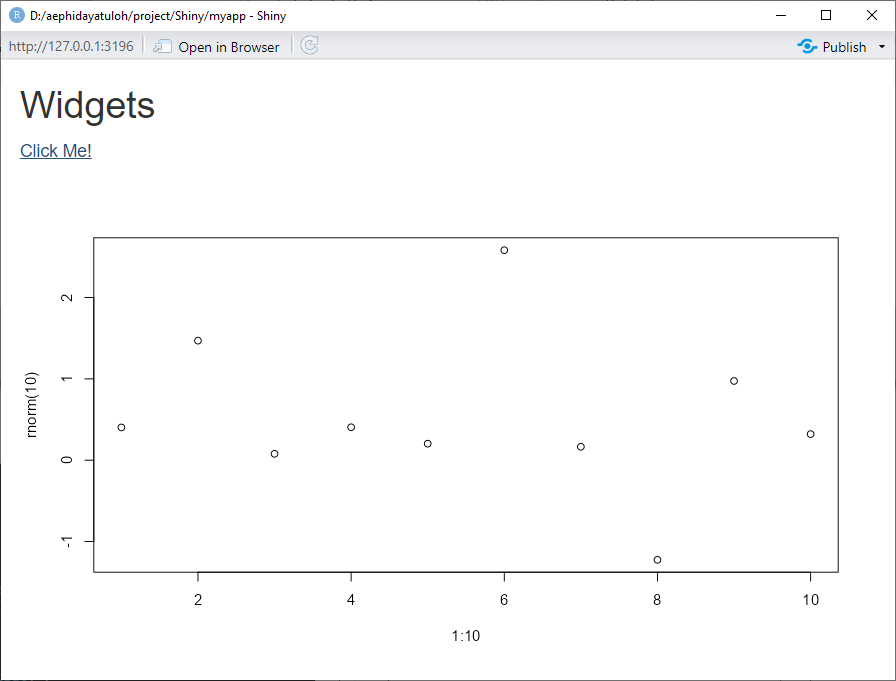 R D:/aephidayatuloh/project/Shiny/myapp - Shiny
http://127.0.0.1:3196 Open in Browser Publish
Widgets
Click Me!
rnorm(10)
2
1
0
-1
2 4 6 8 10
1:10